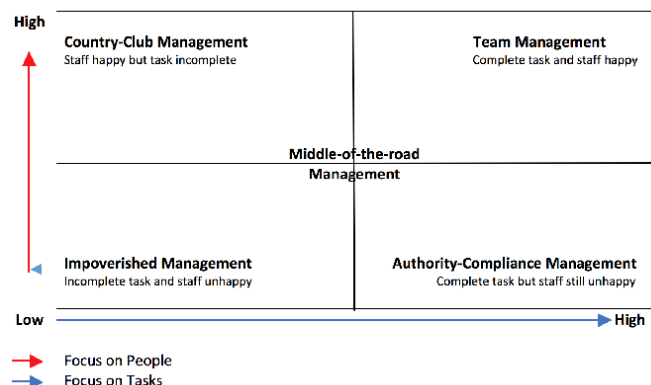 High
Country-Club Management
Staff happy but task incomplete
Team Management
Complete task and staff happy
Middle-of-the-road
Management
Impoverished Management
Incomplete task and staff unhappy
Authority-Compliance Management
Complete task but staff still unhappy
Low
High
Focus on People
Focus on Tasks